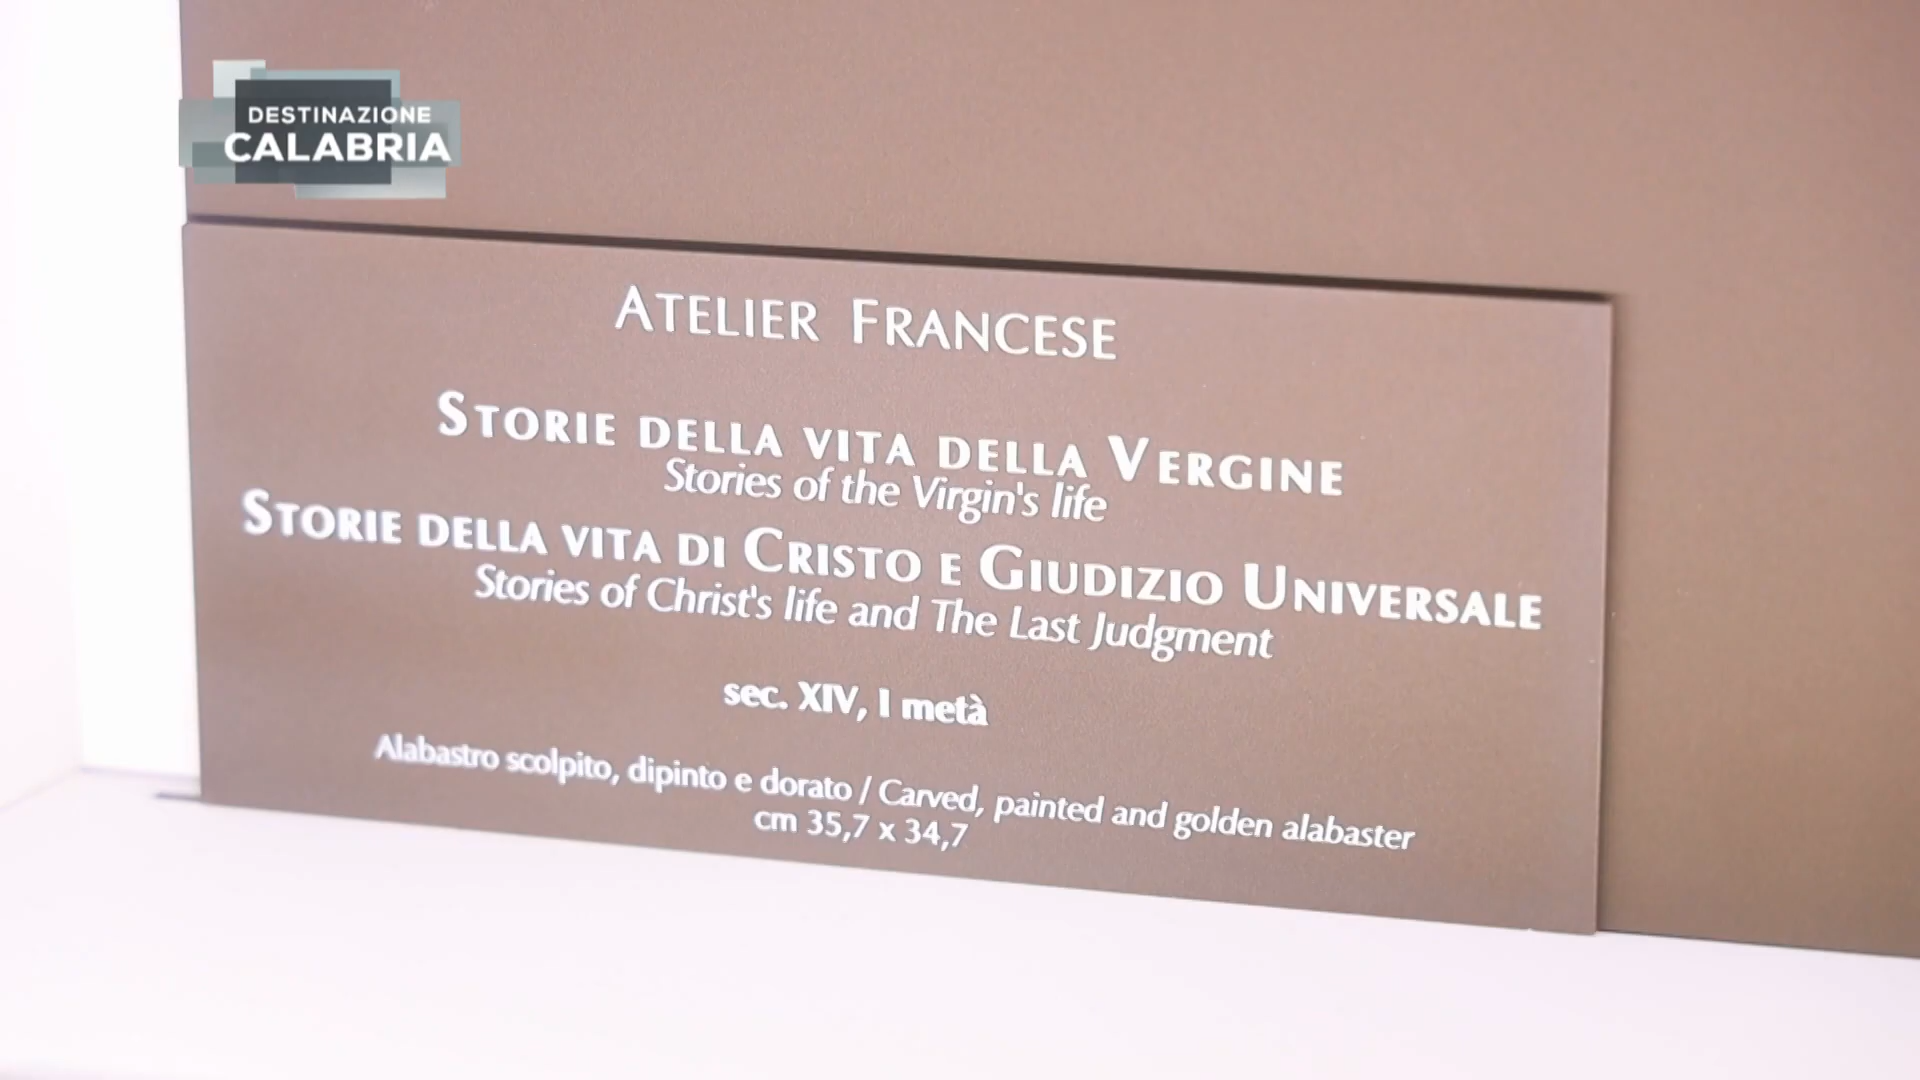 DESTINAZIONE
CALABRIA
ATELIER FRANCESE
STORIE DELLA VITA DELLA VERGINE
Stories of the Virgin's life
STORIE DELLA VITA DI CRISTO E GIUDIZIO UNIVERSALE
Stories of Christ's life and The Last Judgment
sec. XIV, I metà
Alabastro scolpito, dipinto e dorato / Carved, painted and golden alabaster
cm 35,7 x 34,7